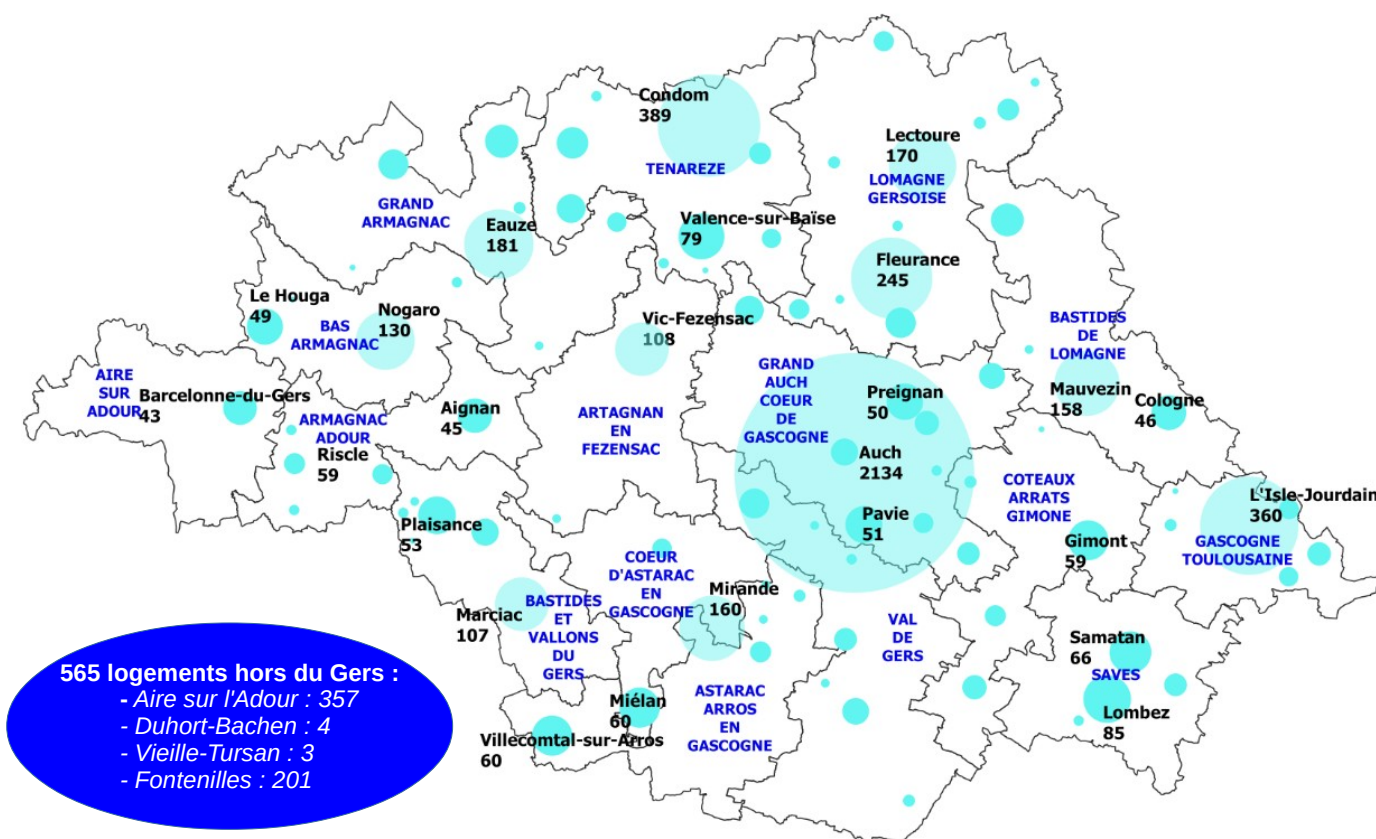 Condom
389
TENAREZE
Lectoure
170
LOMAGNE
GERSOISE
GRAND
ARMAGNAC
Eauze
181
Valence-sur-Baïse
79
Fleurance
245
Le Houga
49
Nogaro
130
BAS
ARMAGNAC
Vic-Fezensac
108
BASTIDES
DE
LOMAGNE
Mauvezin
158
Cologne
46
AIRE
SUR
ADOUR
Barcelonne-du-Gers
43
ARMAGNAC
ADOUR
Riscle
59
Aignan
45
ARTAGNAN
EN
FEZENSAC
GRAND
AUCH
COEUR
DE
GASCOGNE
Preignan
50
Auch
2134
Pavie
51
COTEAUX
ARRATS
GIMONE
Gimont
59
L'Isle-Jourdain
360
GASCOGNE
TOULOUSAINE
Plaisance
53
COEUR
D'ASTARAC
EN
GASCOGNE
Mirande
160
Marciac
107
BASTIDES
ET
VALLONS
DU
GERS
VAL
DE
GERS
Samatan
66
SAVES
Lombez
85
Miélan
60
Villecomtal-sur-Arros
60
ASTARAC
ARROS
EN
GASCOGNE
565 logements hors du Gers :
- Aire sur l'Adour : 357
- Duhort-Bachen : 4
- Vieille-Tursan : 3
- Fontenilles : 201